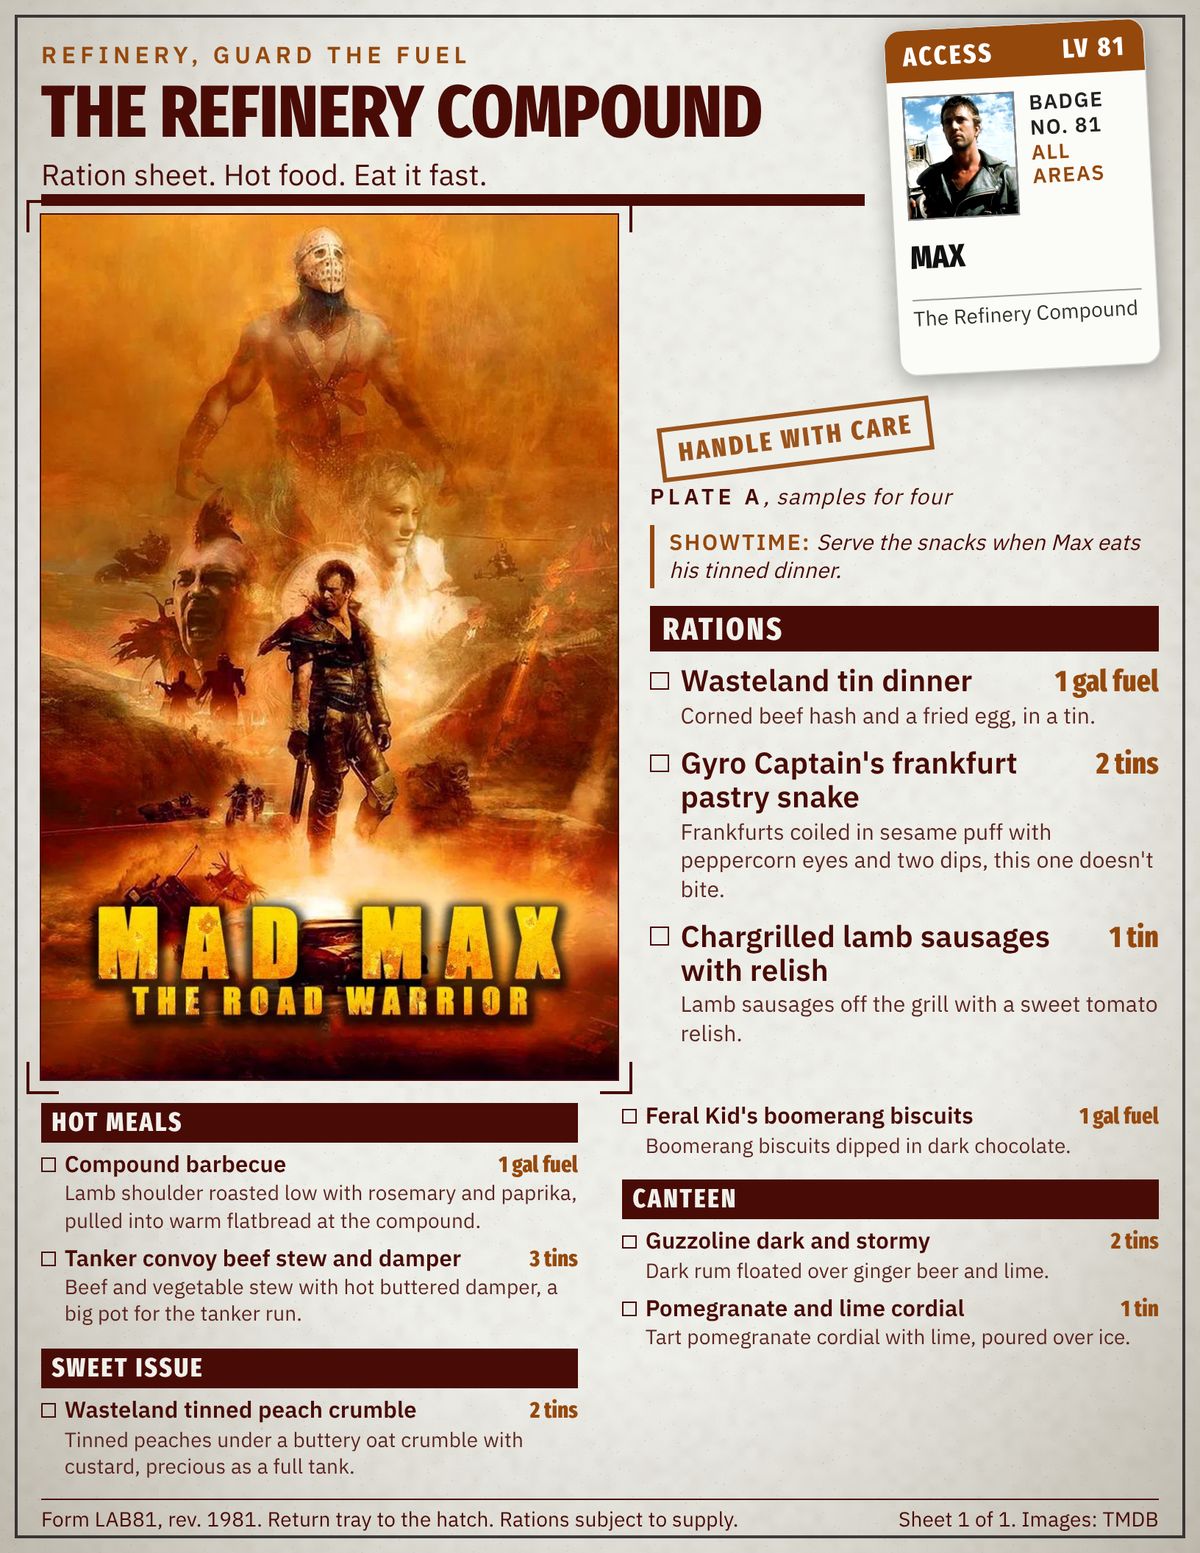 REFINERY, GUARD THE FUEL
THE REFINERY COMPOUND
Ration sheet. Hot food. Eat it fast.
ACCESS LV 81
BADGE
NO. 81
ALL
AREAS
MAX
The Refinery Compound
MAD MAX
THE ROAD WARRIOR
HANDLE WITH CARE
PLATE A, samples for four
SHOWTIME: Serve the snacks when Max eats
his tinned dinner.
RATIONS
Wasteland tin dinner 1 gal fuel
Corned beef hash and a fried egg, in a tin.
Gyro Captain's frankfurt 2 tins
pastry snake
Frankfurts coiled in sesame puff with
peppercorn eyes and two dips, this one doesn't
bite.
Chargrilled lamb sausages 1 tin
with relish
Lamb sausages off the grill with a sweet tomato
relish.
HOT MEALS
Compound barbecue 1 gal fuel
Lamb shoulder roasted low with rosemary and paprika,
pulled into warm flatbread at the compound.
Tanker convoy beef stew and damper 3 tins
Beef and vegetable stew with hot buttered damper, a
big pot for the tanker run.
SWEET ISSUE
Wasteland tinned peach crumble 2 tins
Tinned peaches under a buttery oat crumble with
custard, precious as a full tank.
Feral Kid's boomerang biscuits 1 gal fuel
Boomerang biscuits dipped in dark chocolate.
CANTEEN
Guzzoline dark and stormy 2 tins
Dark rum floated over ginger beer and lime.
Pomegranate and lime cordial 1 tin
Tart pomegranate cordial with lime, poured over ice.
Form LAB81, rev. 1981. Return tray to the hatch. Rations subject to supply.
Sheet 1 of 1. Images: TMDB